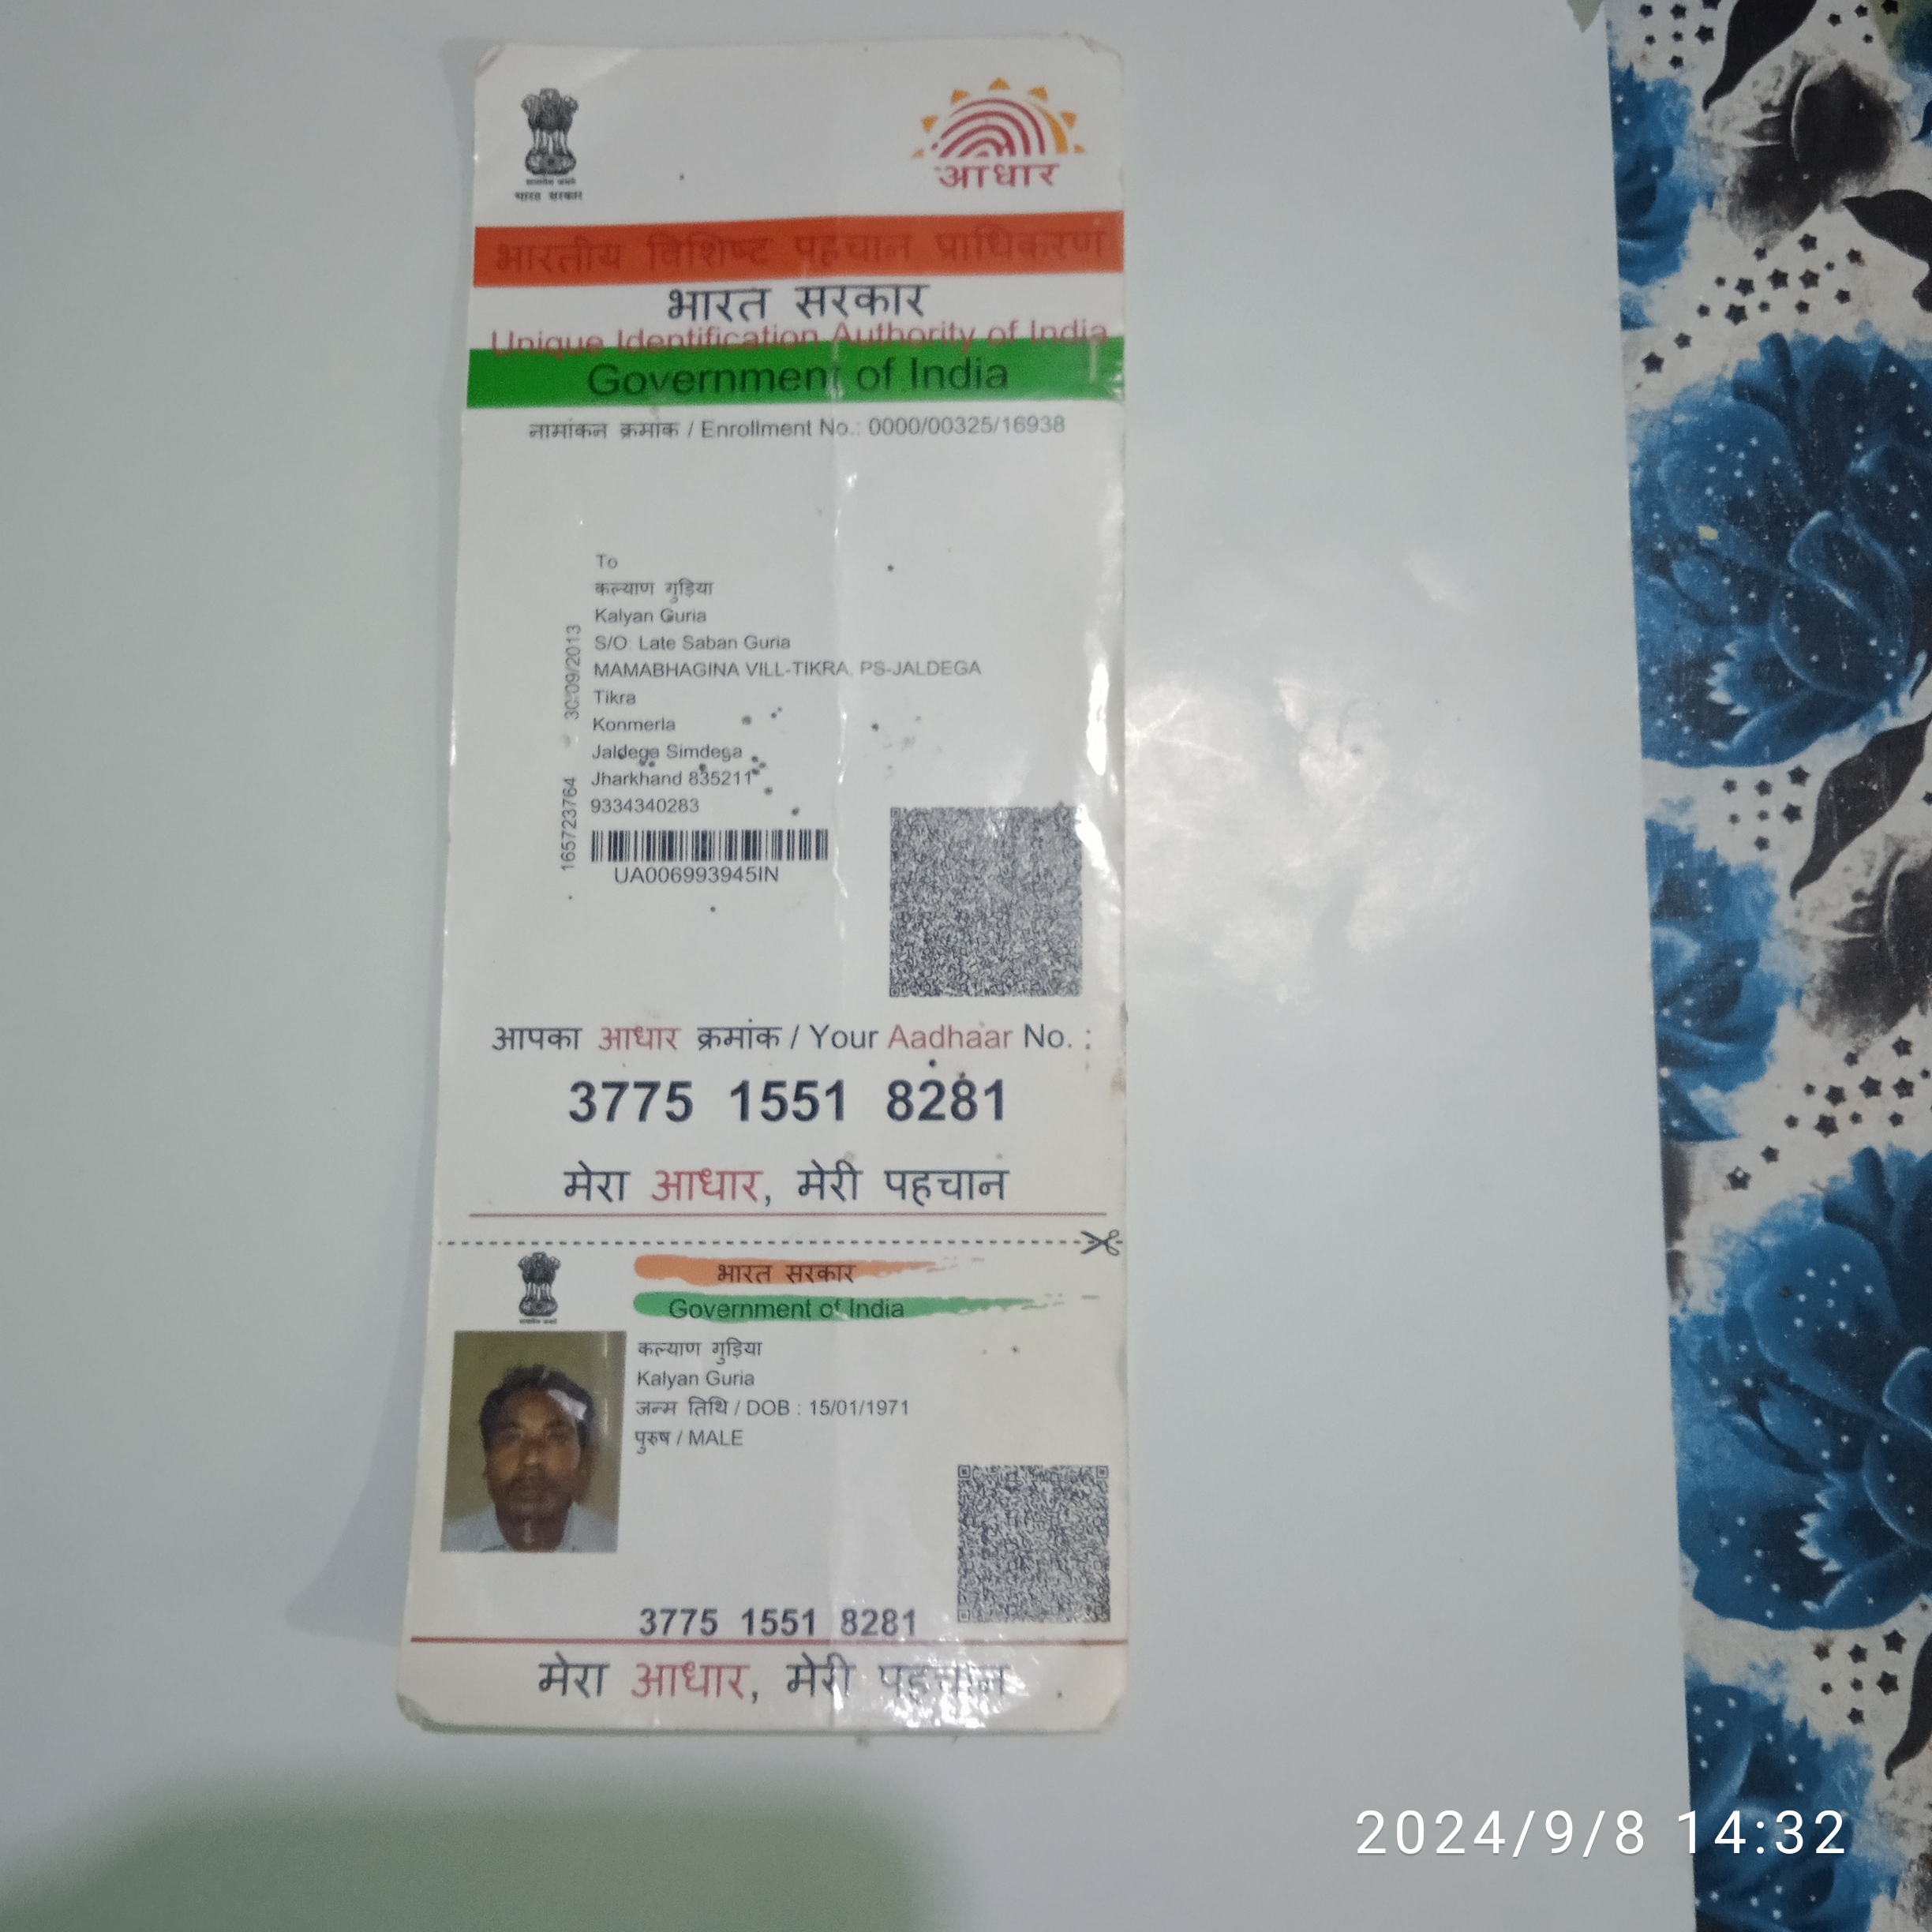 भारत सरकार
आधार
भारतीय विशिष्ट पहचान प्राधिकरण
भारत सरकार
Unique Identification Authority of India
Government of India
नामांकन क्रमांक / Enrollment No.: 0000/00325/16938
To
कल्याण गुड़िया
Kalyan Guria
S/O: Late Saban Guria
MAMABHAGINA VILL-TIKRA, PS-JALDEGA
Tikra
Konmerla
Jaldega Simdega
Jharkhand 835211
9334340283
165723764 30/09/2013
UA006993945IN
आपका आधार क्रमांक / Your Aadhaar No. :
3775 1551 8281
मेरा आधार, मेरी पहचान
भारत सरकार
Government of India
कल्याण गुड़िया
Kalyan Guria
जन्म तिथि / DOB : 15/01/1971
पुरुष / MALE
3775 1551 8281
मेरा आधार, मेरी पहचान
2024/9/8 14:32